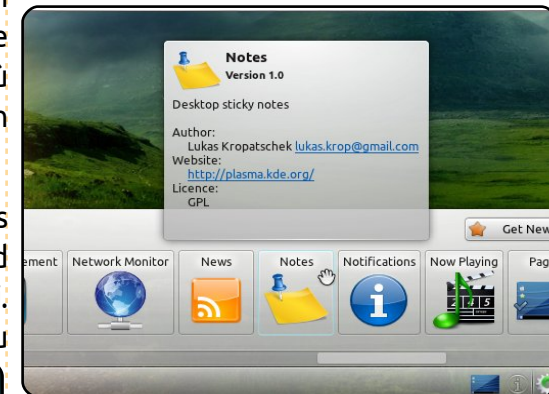 Notes
Version 1.0
Desktop sticky notes
Author:
Lukas Kropatschek lukas.krop@gmail.com
Website:
http://plasma.kde.org/
Licence:
GPL
Get New
ement Network Monitor News Notes Notifications Now Playing Pag